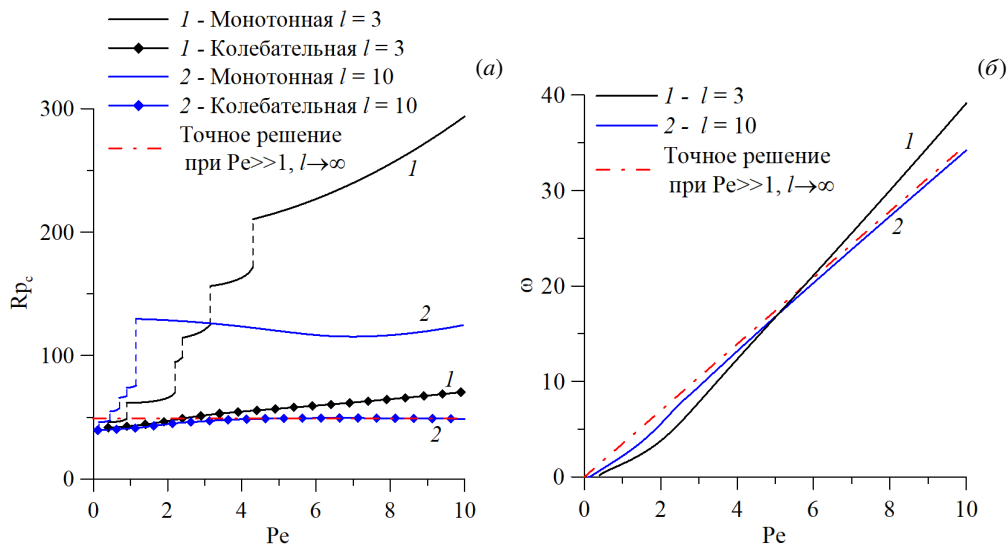 1 - Монотонная l = 3
1 - Колебательная l = 3
2 - Монотонная l = 10
2 - Колебательная l = 10
Точное решение
при Pe>>1, l→∞
(а)
300
200
100
0
Rp_c
1
2
1
2
0 2 4 6 8 10
Pe
(б)
1 - l = 3
2 - l = 10
Точное решение
при Pe>>1, l→∞
40
30
20
10
0
ω
1
2
0 2 4 6 8 10
Pe